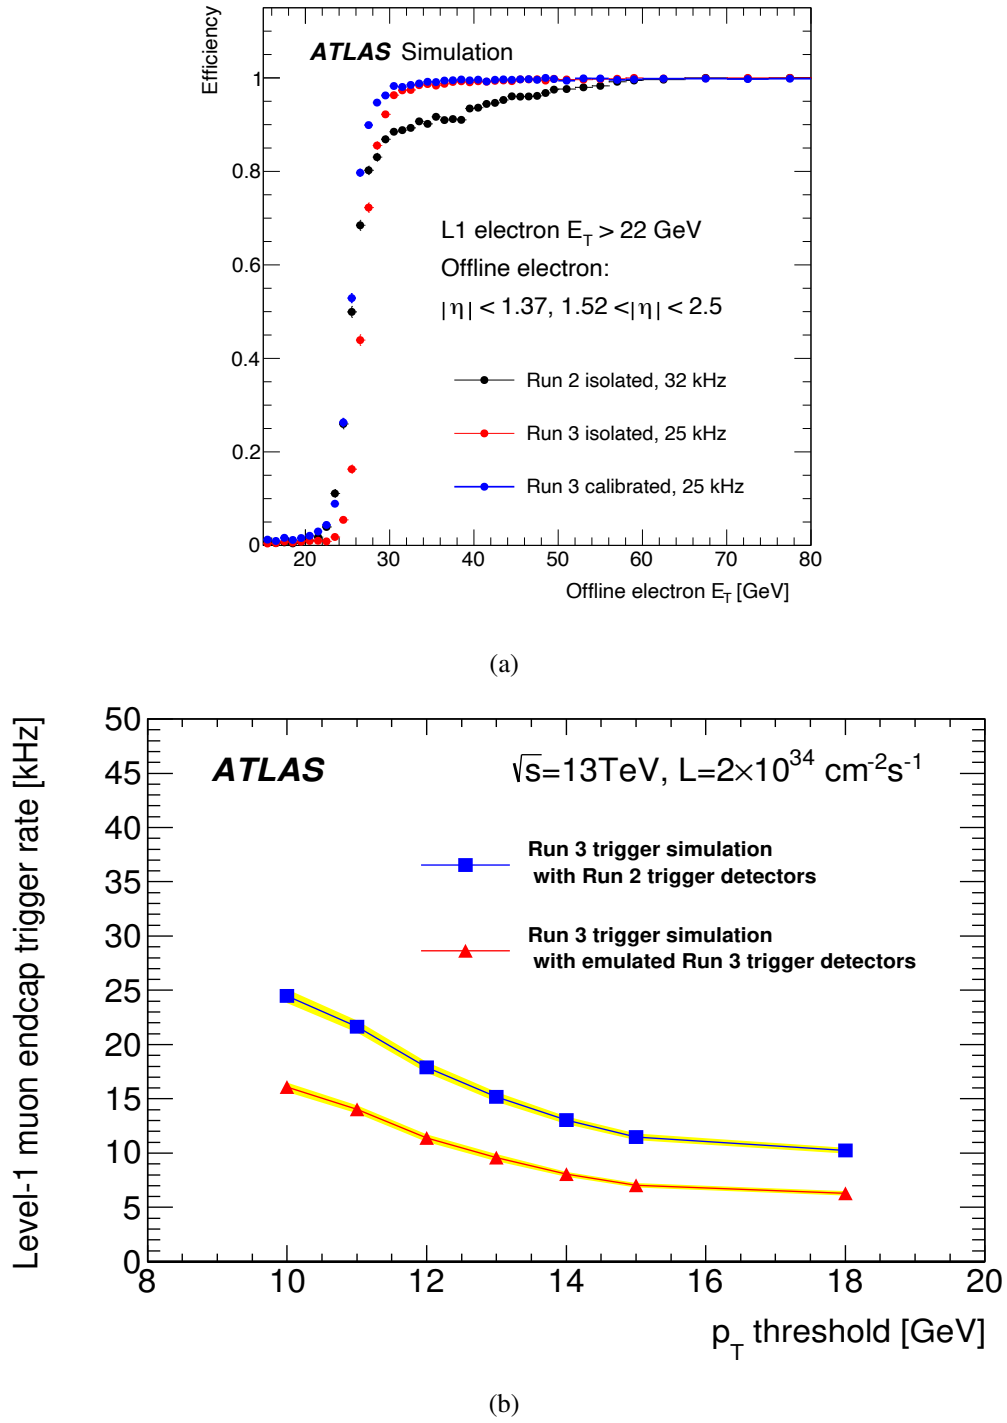 Efficiency
ATLAS Simulation
1
0.8
0.6
0.4
0.2
0
L1 electron E_T > 22 GeV
Offline electron:
|η| < 1.37, 1.52 <|η| < 2.5
Run 2 isolated, 32 kHz
Run 3 isolated, 25 kHz
Run 3 calibrated, 25 kHz
20 30 40 50 60 70 80
Offline electron E_T [GeV]
(a)
Level-1 muon endcap trigger rate [kHz]
50
45
40
35
30
25
20
15
10
5
0
ATLAS
√s=13TeV, L=2×10^34 cm^-2s^-1
Run 3 trigger simulation
with Run 2 trigger detectors
Run 3 trigger simulation
with emulated Run 3 trigger detectors
8 10 12 14 16 18 20
p_T threshold [GeV]
(b)